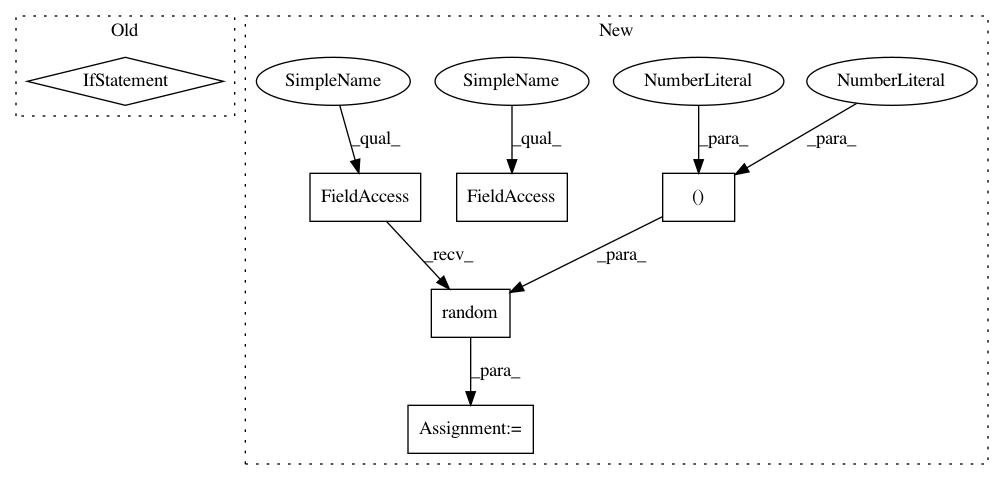 Old
New
IfStatement
SimpleName
SimpleName
NumberLiteral
NumberLiteral
_qual_
_qual_
_para_
_para_
FieldAccess
FieldAccess
()
_recv_
_para_
random
_para_
Assignment:=